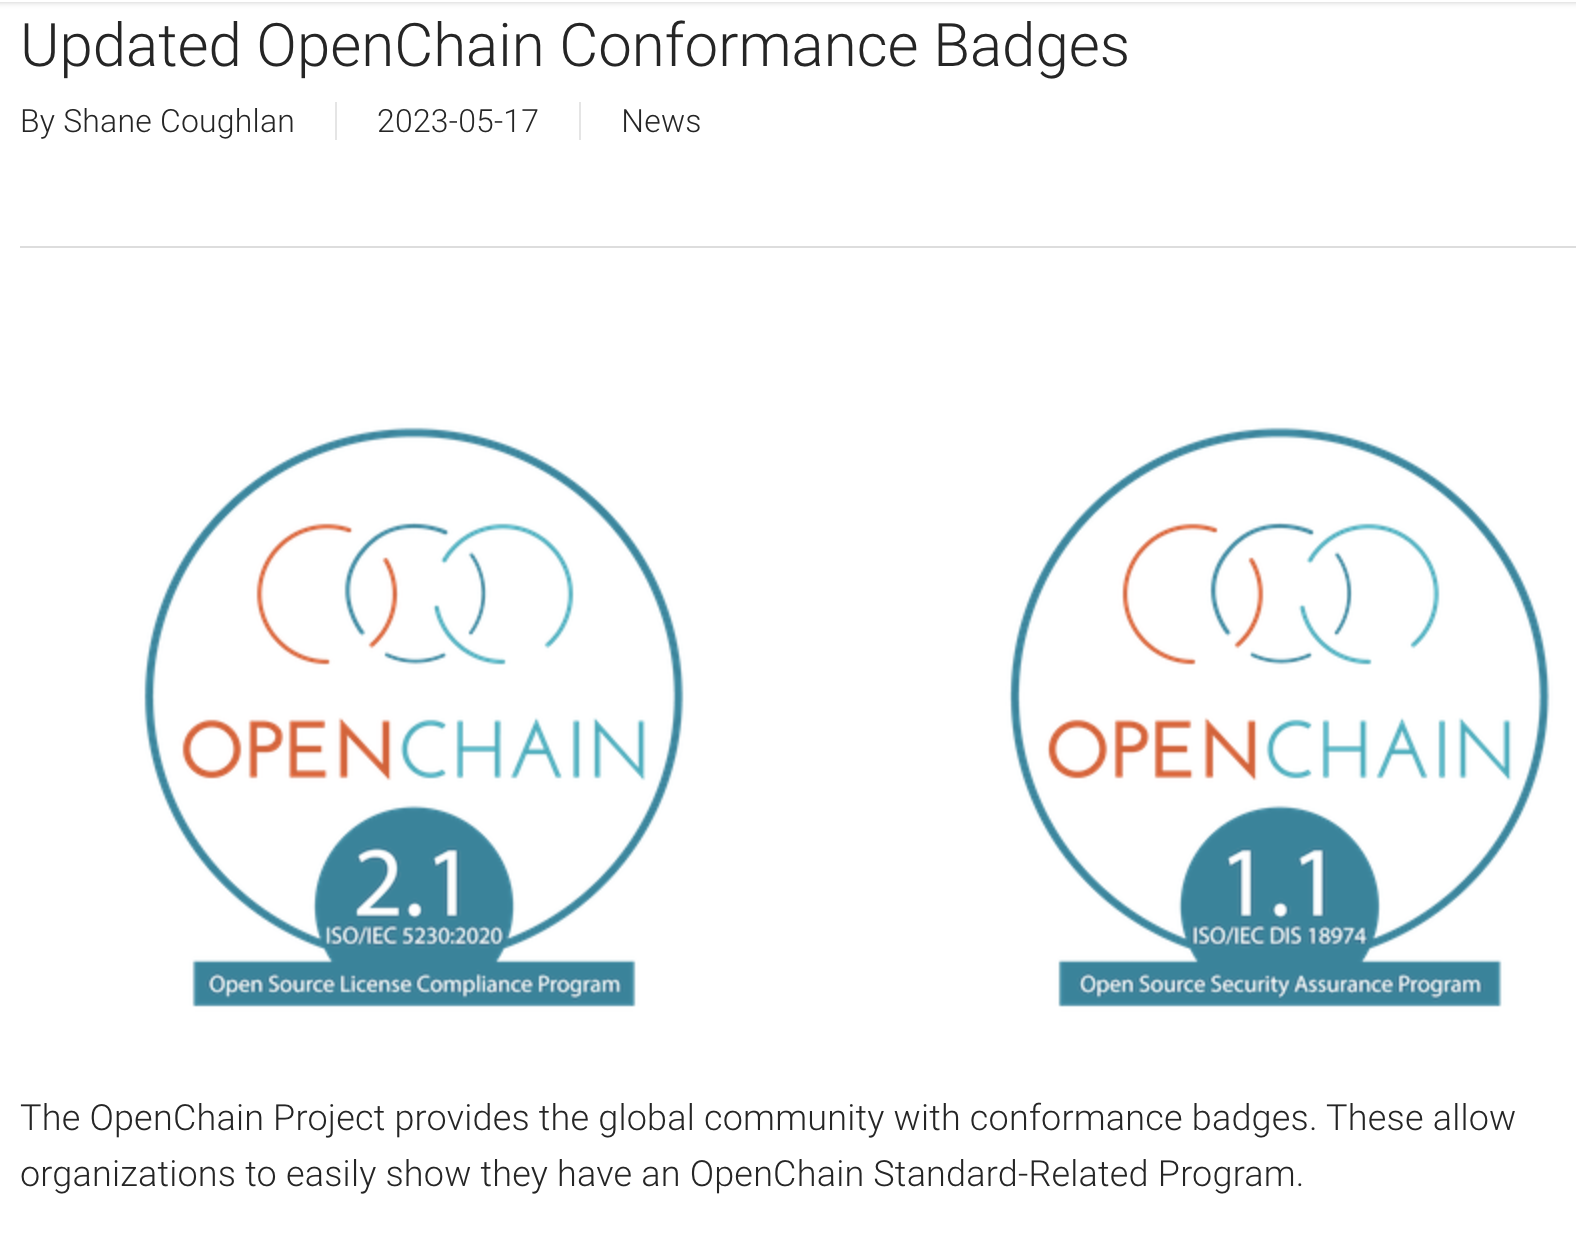 Updated OpenChain Conformance Badges
By Shane Coughlan
2023-05-17
News
OPENCHAIN
2.1
ISO/IEC 5230:2020
Open Source License Compliance Program
OPENCHAIN
1.1
ISO/IEC DIS 18974
Open Source Security Assurance Program
The OpenChain Project provides the global community with conformance badges. These allow
organizations to easily show they have an OpenChain Standard-Related Program.